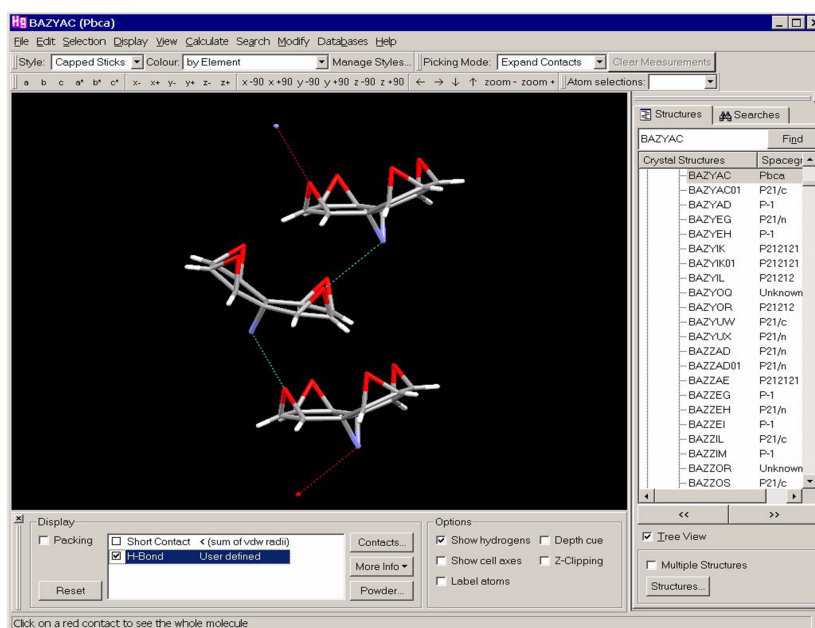 Hg BAZYAC (Pbca)
File Edit Selection Display View Calculate Search Modify Databases Help
Style: Capped Sticks Colour: by Element Manage Styles... Picking Mode: Expand Contacts Clear Measurements
a b c a* b* c* x- x+ y- y+ z- z+ x-90 x+90 y-90 y+90 z-90 z+90 ← → ↓ ↑ zoom- zoom+ Atom selections:
Structures Searches
BAZYAC Find
Crystal Structures Spacegr
BAZYAC Pbca
BAZYAC01 P21/c
BAZYAD P-1
BAZYEG P21/n
BAZYEH P-1
BAZYIK P212121
BAZYIK01 P212121
BAZYIL P21212
BAZYOQ Unknown
BAZYOR P21212
BAZYUW P21/c
BAZYUX P21/n
BAZZAD P21/n
BAZZAD01 P21/n
BAZZAE P212121
BAZZEG P-1
BAZZEH P21/n
BAZZEI P-1
BAZZIL P21/c
BAZZIM P-1
BAZZOR Unknown
BAZZOS P21/c
<< >>
Tree View
Multiple Structures
Structures...
Display
Packing
Short Contact < (sum of vdw radii)
H-Bond User defined
Reset
Contacts...
More Info
Powder...
Options
Show hydrogens Depth cue
Show cell axes Z-Clipping
Label atoms
Click on a red contact to see the whole molecule